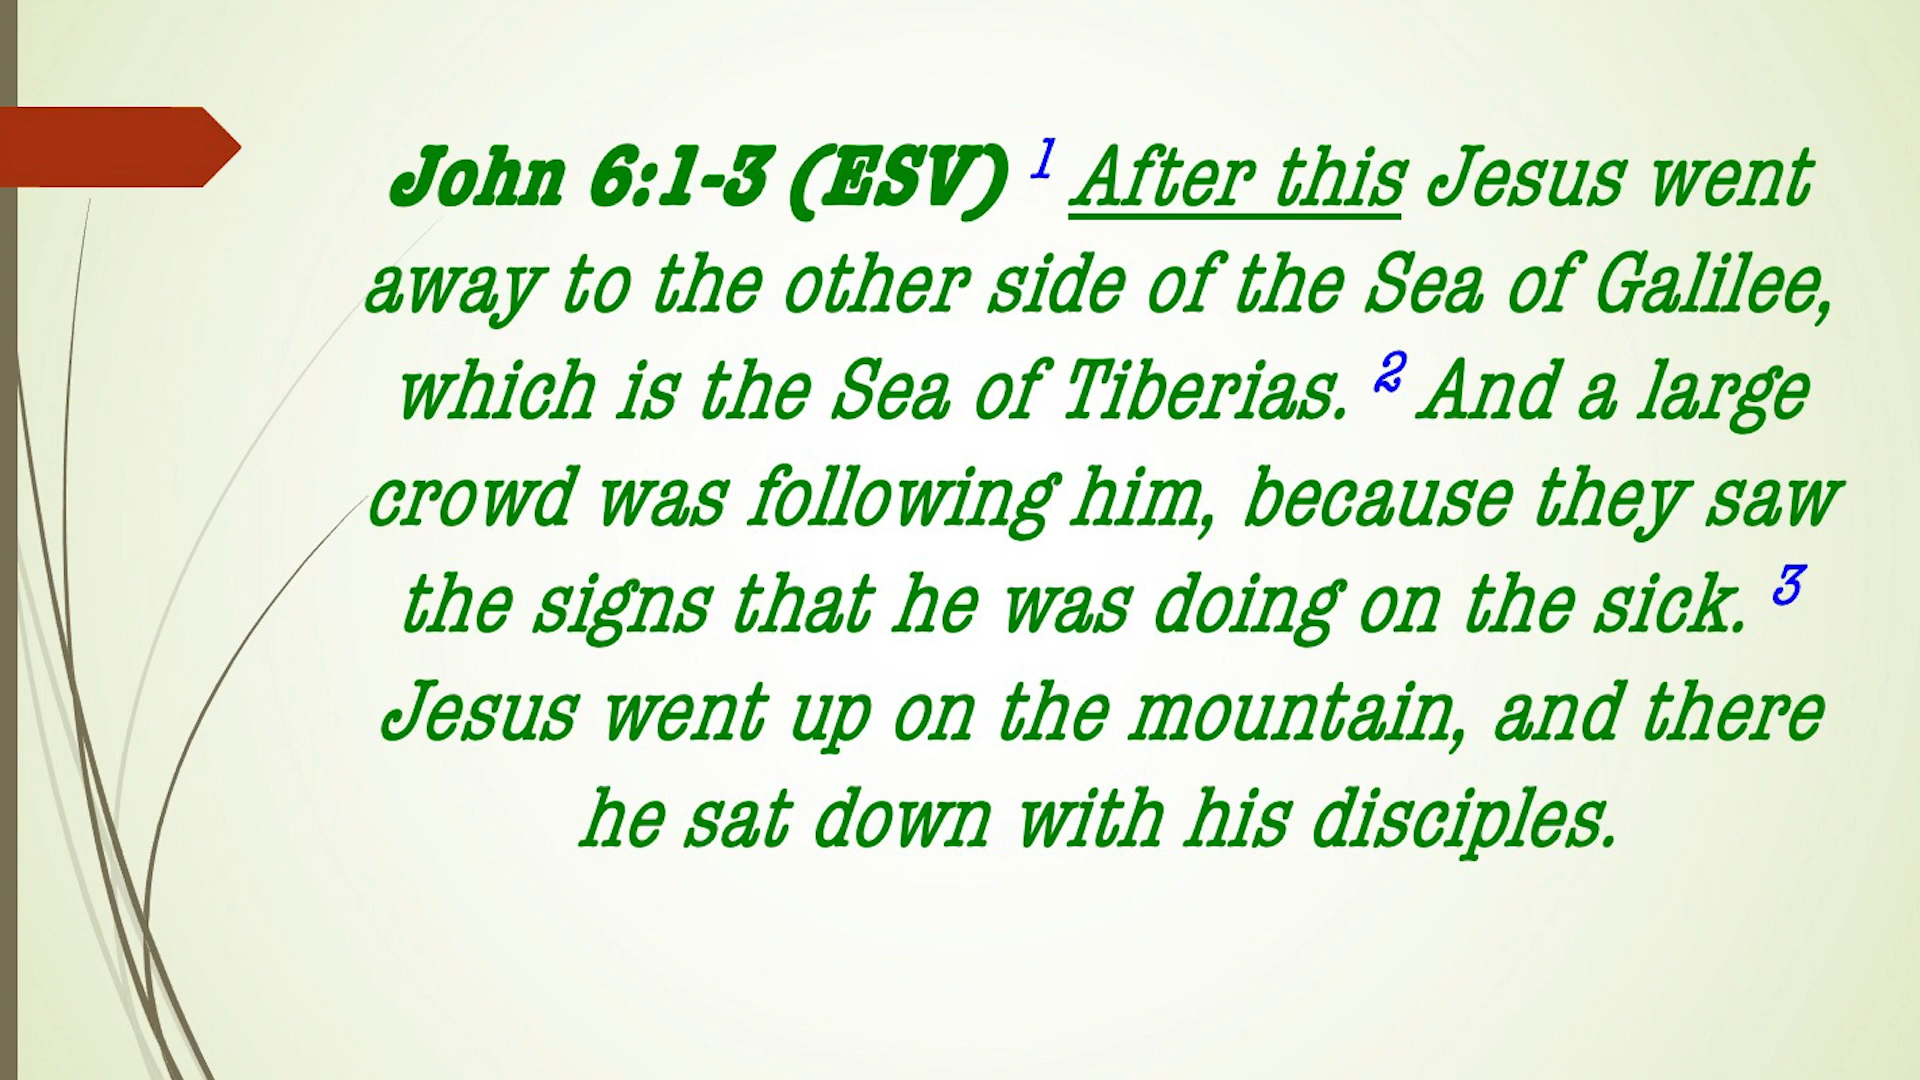 John 6:1-3 (ESV) 1 After this Jesus went
away to the other side of the Sea of Galilee,
which is the Sea of Tiberias. 2 And a large
crowd was following him, because they saw
the signs that he was doing on the sick. 3
Jesus went up on the mountain, and there
he sat down with his disciples.